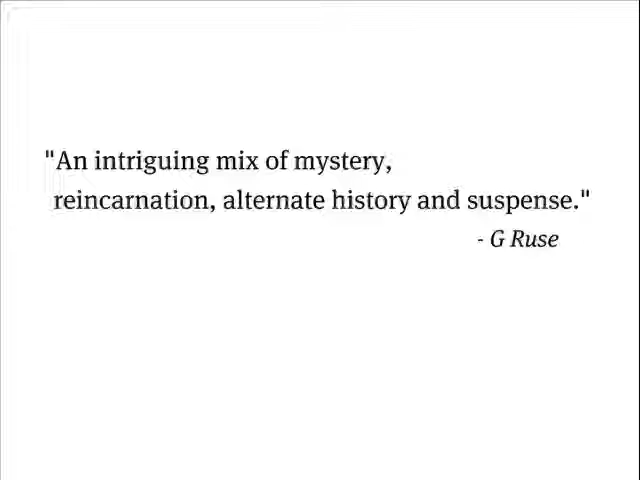 "An intriguing mix of mystery,
reincarnation, alternate history and suspense."
- G Ruse